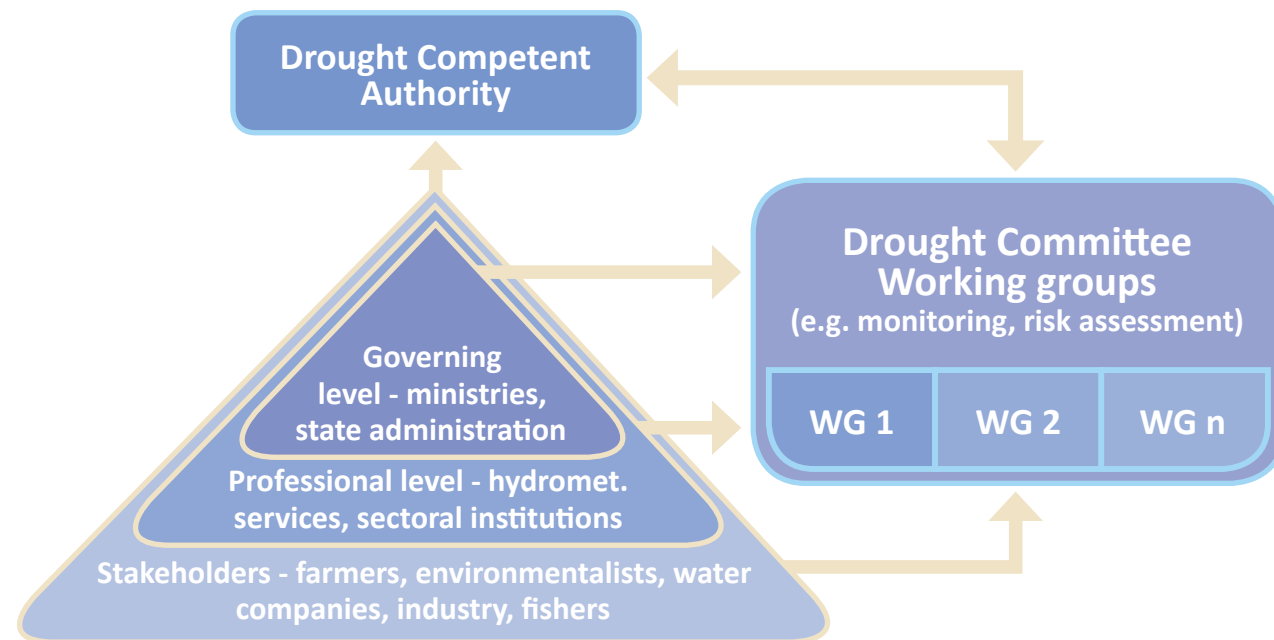 Drought Competent
Authority
Drought Committee
Working groups
(e.g. monitoring, risk assessment)
WG 1
WG 2
WG n
Governing
level - ministries,
state administration
Professional level - hydromet.
services, sectoral institutions
Stakeholders - farmers, environmentalists, water
companies, industry, fishers